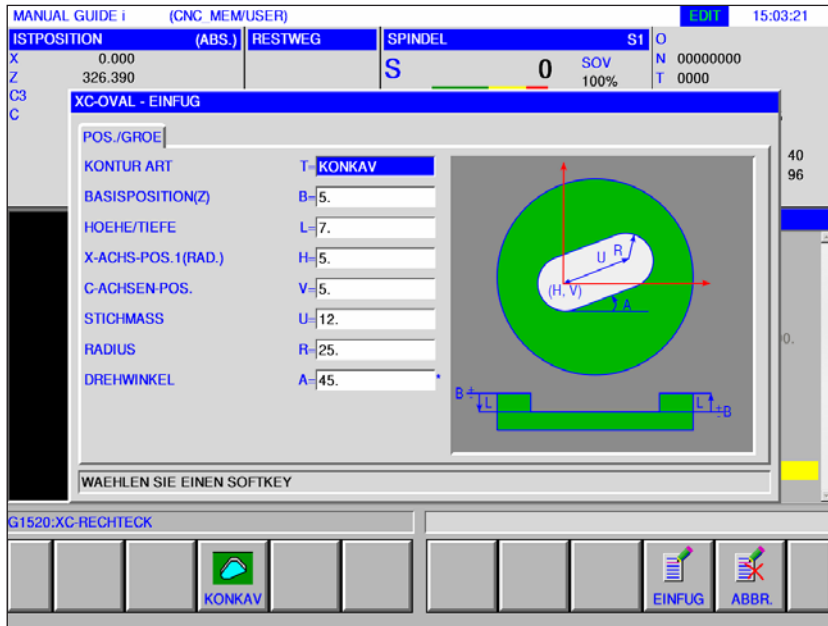 MANUAL GUIDE i (CNC_MEM/USER) EDIT 15:03:21
ISTPOSITION (ABS.) RESTWEG SPINDEL S1 O
X 0.000 N 00000000
Z 326.390 S 0 SOV 100% T 0000
C3
C
XC-OVAL - EINFUG
POS./GROE
KONTUR ART T=KONKAV
BASISPOSITION(Z) B=5.
HOEHE/TIEFE L=7.
X-ACHS-POS.1(RAD.) H=5.
C-ACHSEN-POS. V=5.
STICHMASS U=12.
RADIUS R=25.
DREHWINKEL A=45. *
U R
(H, V)
A
B± L L ±B
40
96
0.
WAEHLEN SIE EINEN SOFTKEY
G1520:XC-RECHTECK
KONKAV EINFUG ABBR.